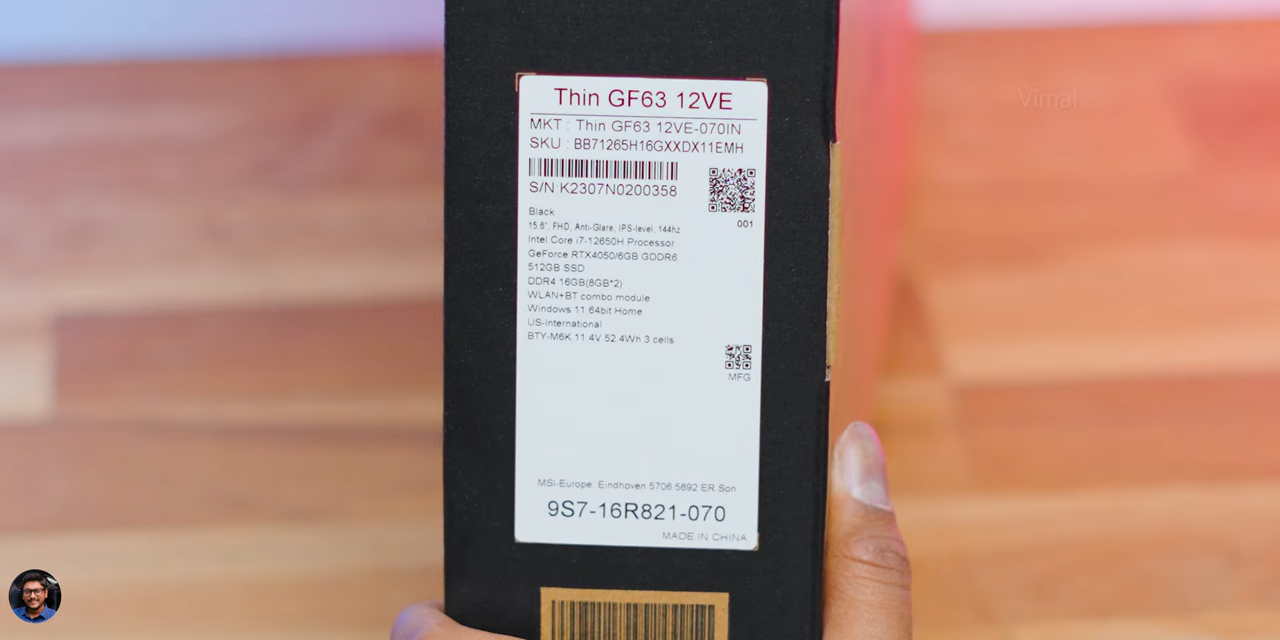 Thin GF63 12VE
MKT : Thin GF63 12VE-070IN
SKU : BB71265H16GXXDX11EMH
S/N:K2307N0200358
001
Black
15.6", FHD, Anti-Glare, IPS-level, 144hz
Intel Core i7-12650H Processor
GeForce RTX4050/6GB GDDR6
512GB SSD
DDR4 16GB(8GB*2)
WLAN+BT combo module
Windows 11 64bit Home
US-International
BTY-M6K 11.4V 52.4Wh 3 cells
MFG
MSI-Europe. Eindhoven 5706 5692 ER Son
9S7-16R821-070
MADE IN CHINA
Vimal